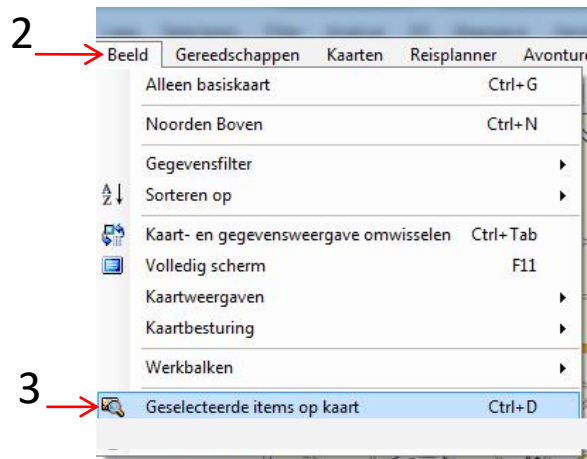 2
Beeld Gereedschappen Kaarten Reisplanner Avonture
Alleen basiskaart Ctrl+G
Noorden Boven Ctrl+N
Gegevensfilter
A
Z Sorteren op
Kaart- en gegevensweergave omwisselen Ctrl+Tab
Volledig scherm F11
Kaartweergaven
Kaartbesturing
Werkbalken
3 Geselecteerde items op kaart Ctrl+D